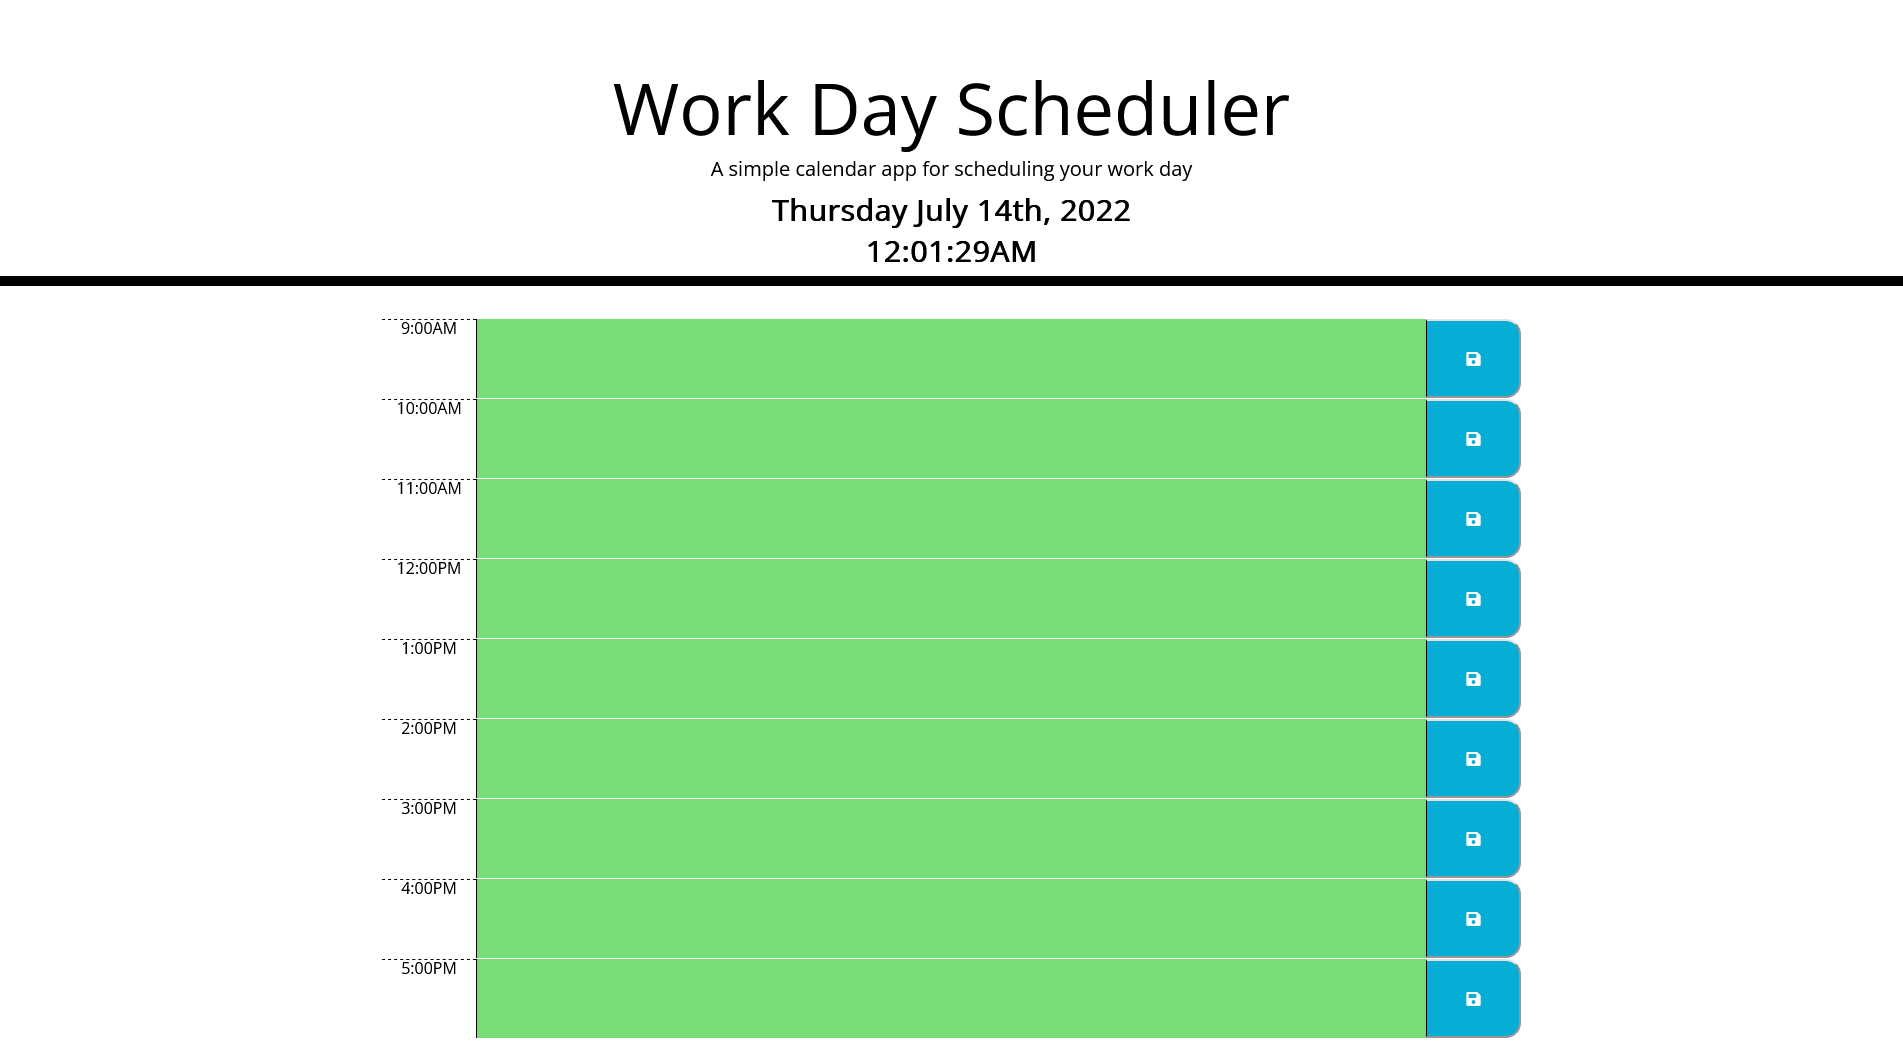 Work Day Scheduler
A simple calendar app for scheduling your work day
Thursday July 14th, 2022
12:01:29AM
9:00AM
10:00AM
11:00AM
12:00PM
1:00PM
2:00PM
3:00PM
4:00PM
5:00PM